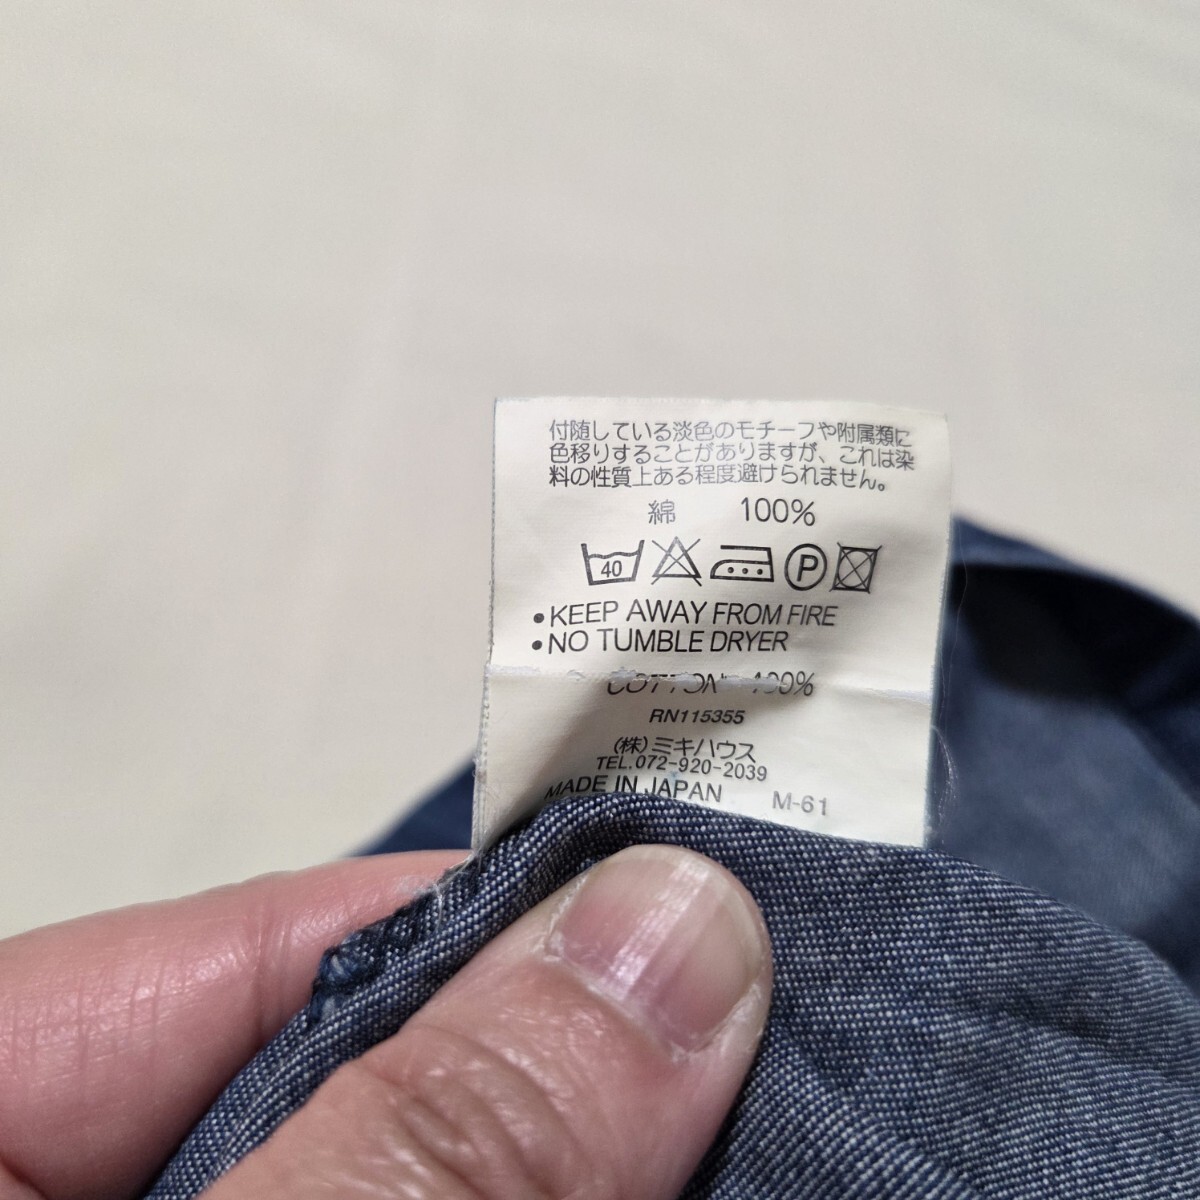 付随している淡色のモチーフや附属類に
色移りすることがありますが、これは染
料の性質上ある程度避けられません。
綿 100%
40 P
•KEEP AWAY FROM FIRE
•NO TUMBLE DRYER
COTTON 100%
RN115355
(株)ミキハウス
TEL.072-920-2039
MADE IN JAPAN M-61